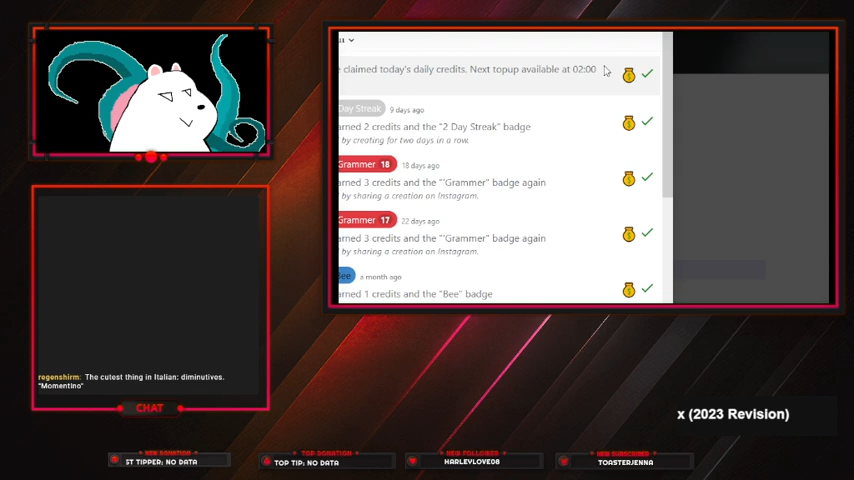 claimed today's daily credits. Next topup available at 02:00
Day Streak 9 days ago
arned 2 credits and the "2 Day Streak" badge
by creating for two days in a row.
Grammer 18 18 days ago
arned 3 credits and the "'Grammer" badge again
by sharing a creation on Instagram.
Grammer 17 22 days ago
arned 3 credits and the "'Grammer" badge again
by sharing a creation on Instagram.
Bee a month ago
arned 1 credits and the "Bee" badge
regenshirm: The cutest thing in Italian: diminutives.
"Momentino"
CHAT
x (2023 Revision)
ST TIPPER: NO DATA
TOP DONATION
TOP TIP: NO DATA
NEW FOLLOWER
HARLEYLOVE08
NEW SUBSCRIBER
TOASTERJENNA